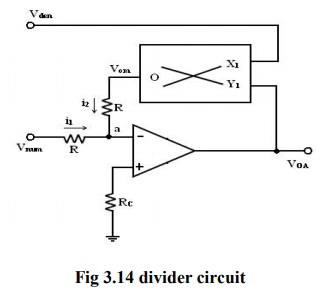 Vden
Vom
O
X1
Y1
i2
R
i1
a
Vnum
R
-
+
VOA
RC
Fig 3.14 divider circuit